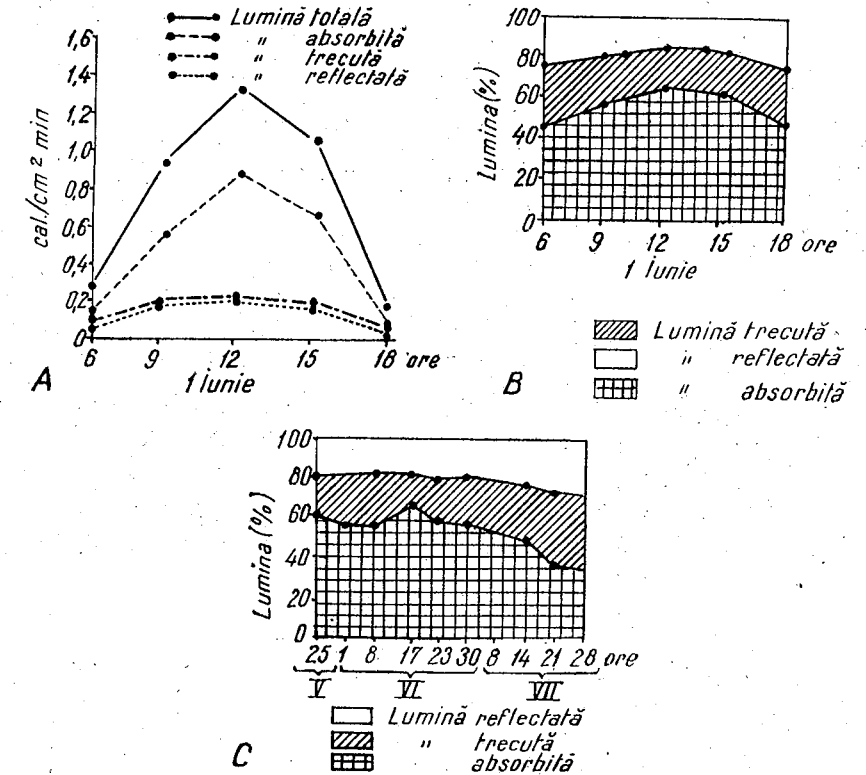 Lumină totală
" absorbită
" trecută
" reflectată
cal./cm² min
1,6
1,4
1,2
1,0
0,8
0,6
0,4
0,2
0
6 9 12 15 18 ore
1 Iunie
A
Lumina (%)
100
80
60
40
20
0
6 9 12 15 18 ore
1 Iunie
B
Lumină trecută
" reflectată
" absorbită
Lumina (%)
100
80
60
40
20
0
25 1 8 17 23 30 8 14 21 28 ore
V VI VII
C
Lumină reflectată
" trecută
" absorbită